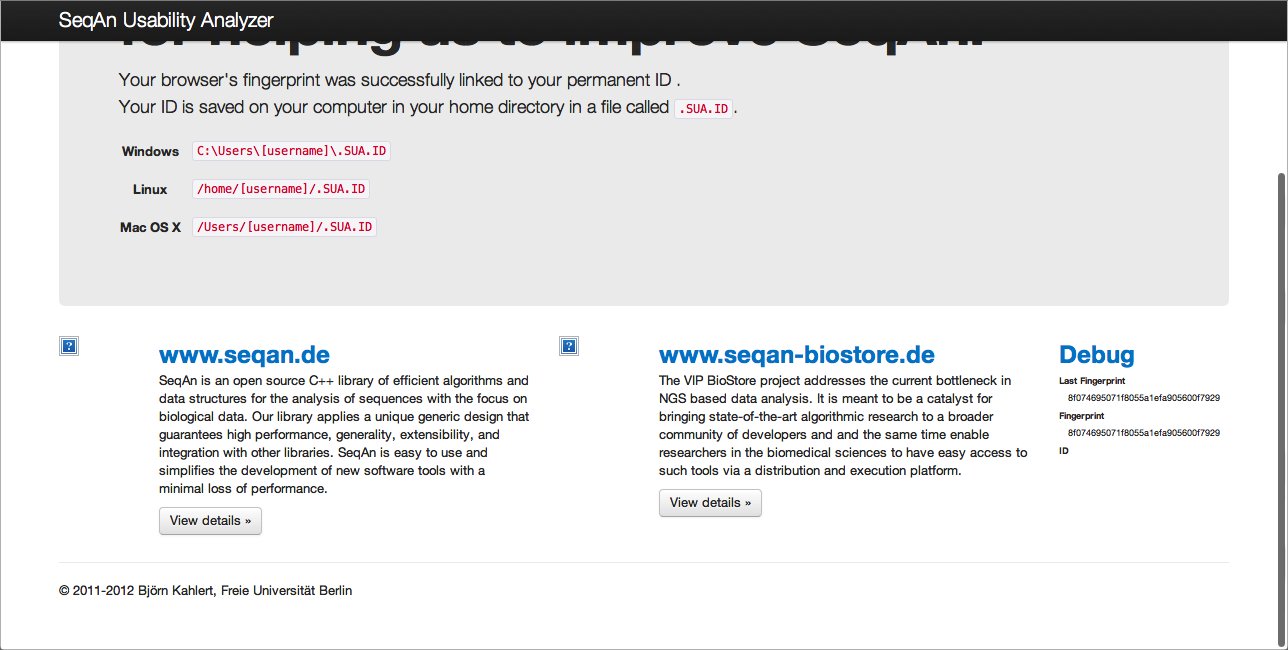 SeqAn Usability Analyzer
for helping us to improve SeqAn!
Your browser's fingerprint was successfully linked to your permanent ID .
Your ID is saved on your computer in your home directory in a file called .SUA.ID.
Windows C:\Users\[username]\.SUA.ID
Linux /home/[username]/.SUA.ID
Mac OS X /Users/[username]/.SUA.ID
www.seqan.de
SeqAn is an open source C++ library of efficient algorithms and
data structures for the analysis of sequences with the focus on
biological data. Our library applies a unique generic design that
guarantees high performance, generality, extensibility, and
integration with other libraries. SeqAn is easy to use and
simplifies the development of new software tools with a
minimal loss of performance.
View details »
www.seqan-biostore.de
The VIP BioStore project addresses the current bottleneck in
NGS based data analysis. It is meant to be a catalyst for
bringing state-of-the-art algorithmic research to a broader
community of developers and and the same time enable
researchers in the biomedical sciences to have easy access to
such tools via a distribution and execution platform.
View details »
Debug
Last Fingerprint
8f074695071f8055a1efa905600f7929
Fingerprint
8f074695071f8055a1efa905600f7929
ID
© 2011-2012 Björn Kahlert, Freie Universität Berlin